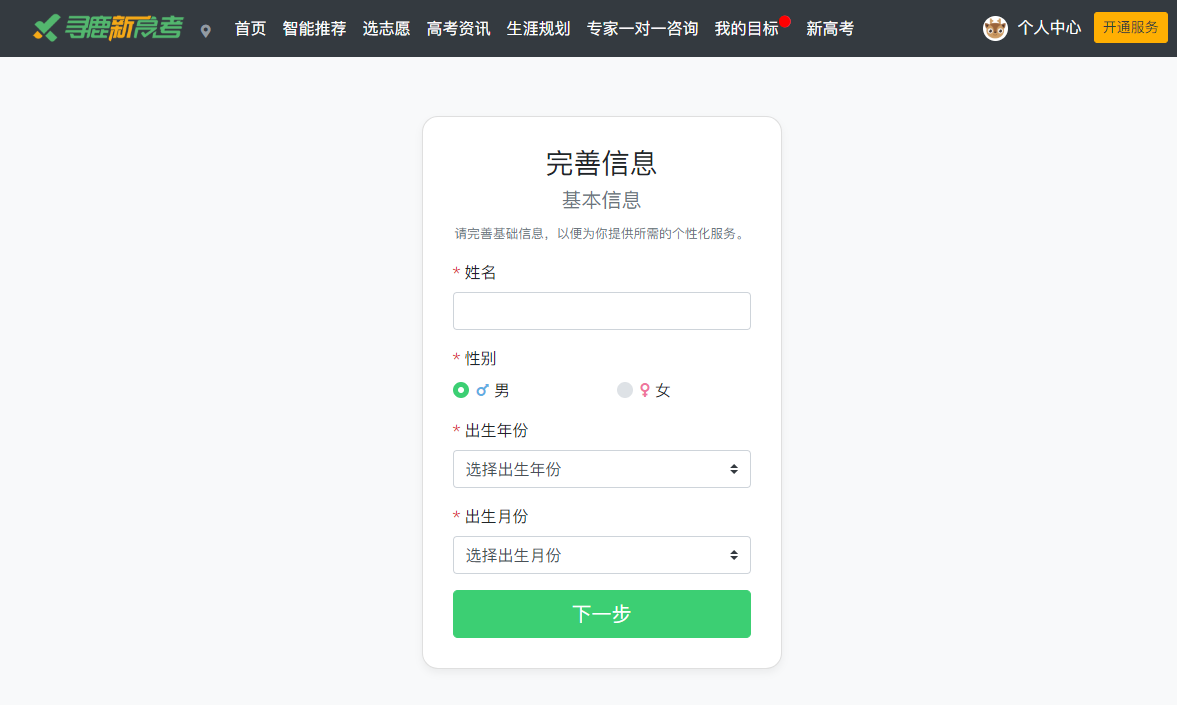 寻鹿新高考 首页 智能推荐 选志愿 高考资讯 生涯规划 专家一对一咨询 我的目标 新高考 个人中心 开通服务
完善信息
基本信息
请完善基础信息，以便为你提供所需的个性化服务。
* 姓名
* 性别
♂ 男 ♀ 女
* 出生年份
选择出生年份
* 出生月份
选择出生月份
下一步